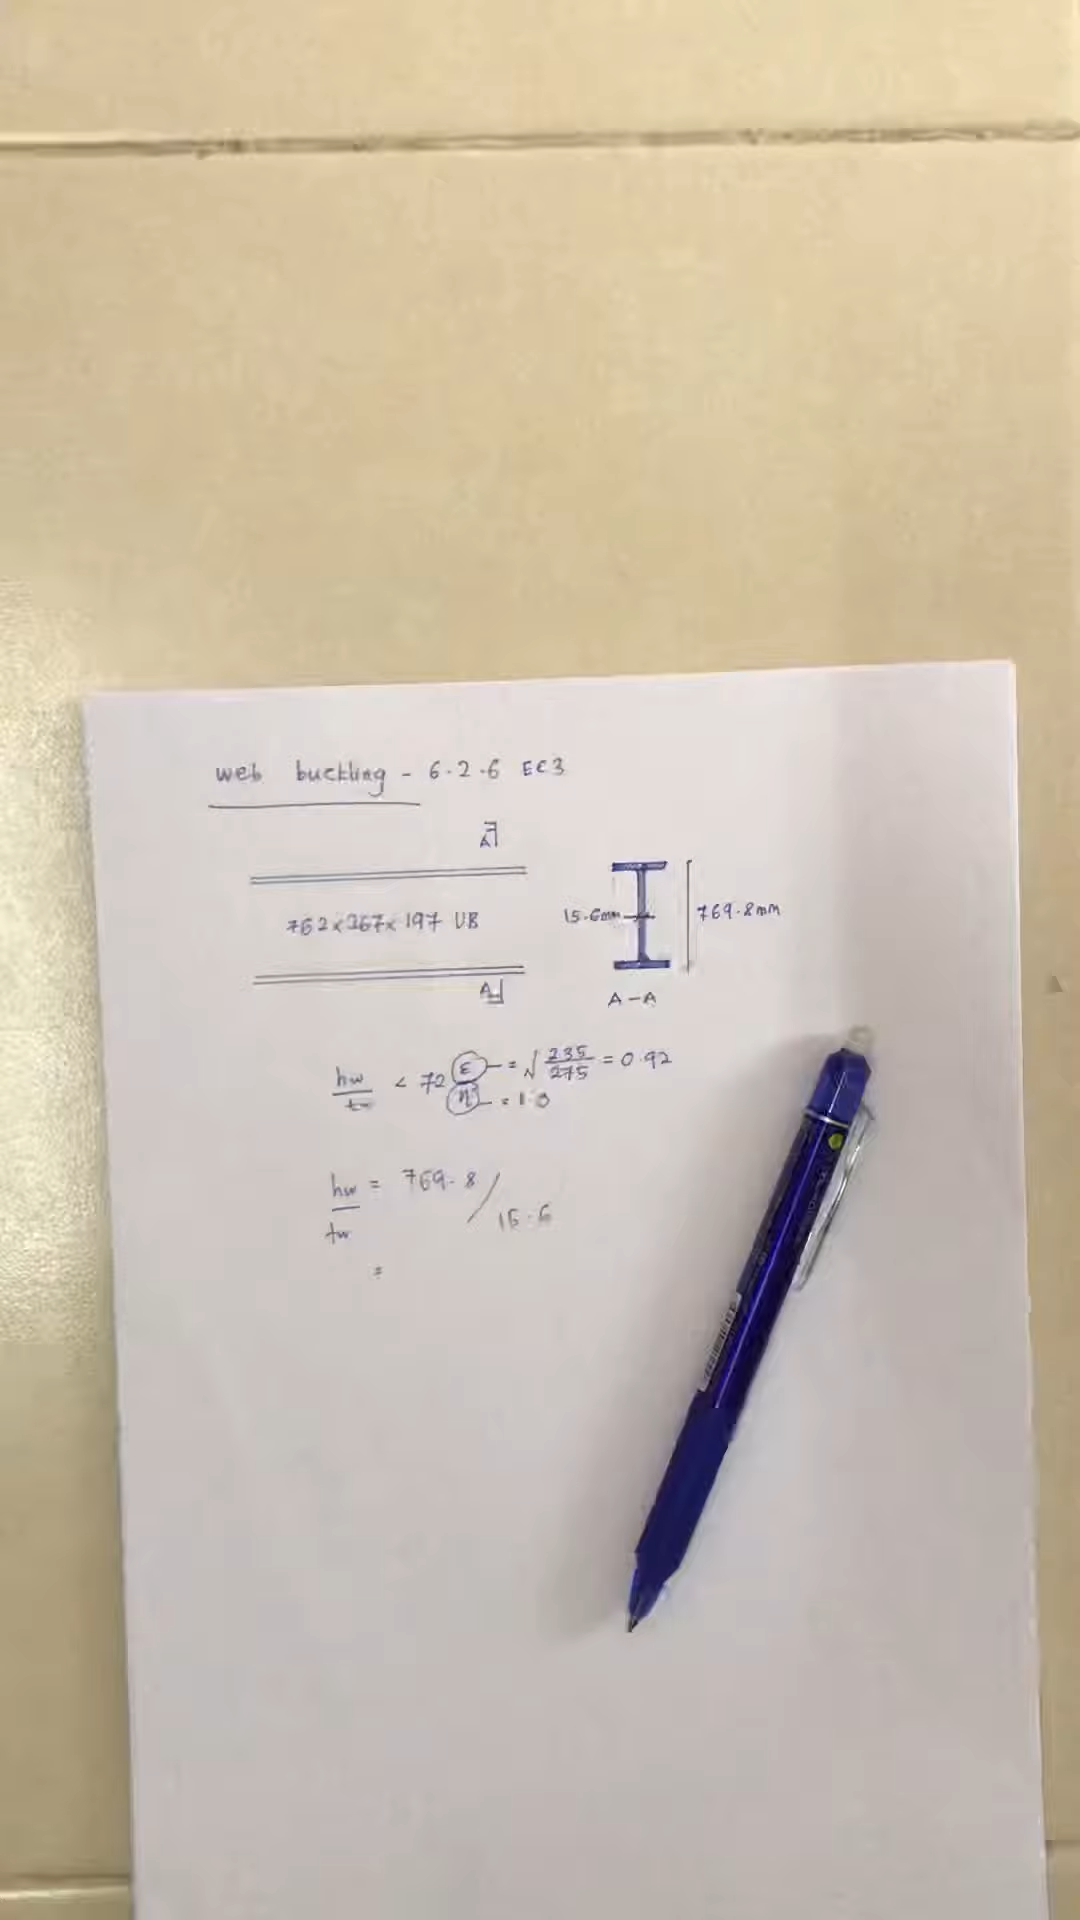 web buckling - 6.2.6 EC3
A
762x267x197 UB
15.6mm
769.8mm
A
A-A
hw/tw < 72 ε/η
ε = √235/275 = 0.92
η = 1.0
hw/tw = 769.8/15.6
=